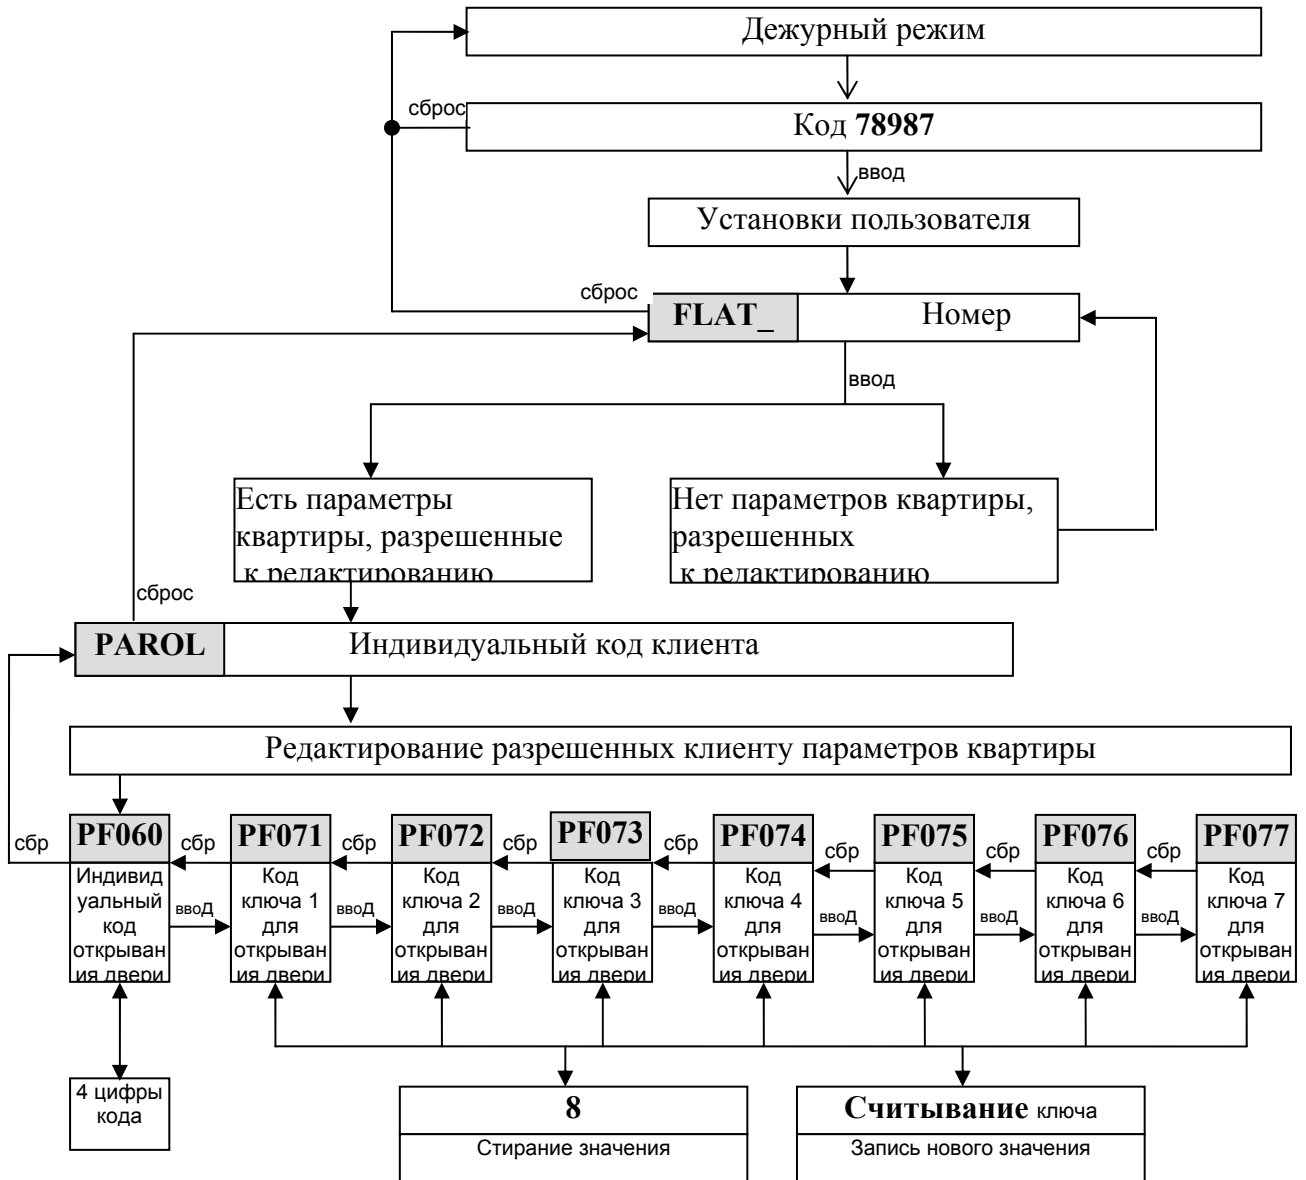 Дежурный режим
сброс
Код 78987
ввод
Установки пользователя
сброс
FLAT_ Номер
ввод
Есть параметры
квартиры, разрешенные
к редактированию
Нет параметров квартиры,
разрешенных
к редактированию
сброс
PAROL Индивидуальный код клиента
Редактирование разрешенных клиенту параметров квартиры
сбр PF060 сбр PF071 сбр PF072 сбр PF073 сбр PF074 сбр PF075 сбр PF076 сбр PF077
Индивид
уальный
код
открыван
ия двери
ввод
Код
ключа 1
для
открыван
ия двери
ввод
Код
ключа 2
для
открыван
ия двери
ввод
Код
ключа 3
для
открыван
ия двери
ввод
Код
ключа 4
для
открыван
ия двери
ввод
Код
ключа 5
для
открыван
ия двери
ввод
Код
ключа 6
для
открыван
ия двери
ввод
Код
ключа 7
для
открыван
ия двери
4 цифры
кода
8
Стирание значения
Считывание ключа
Запись нового значения